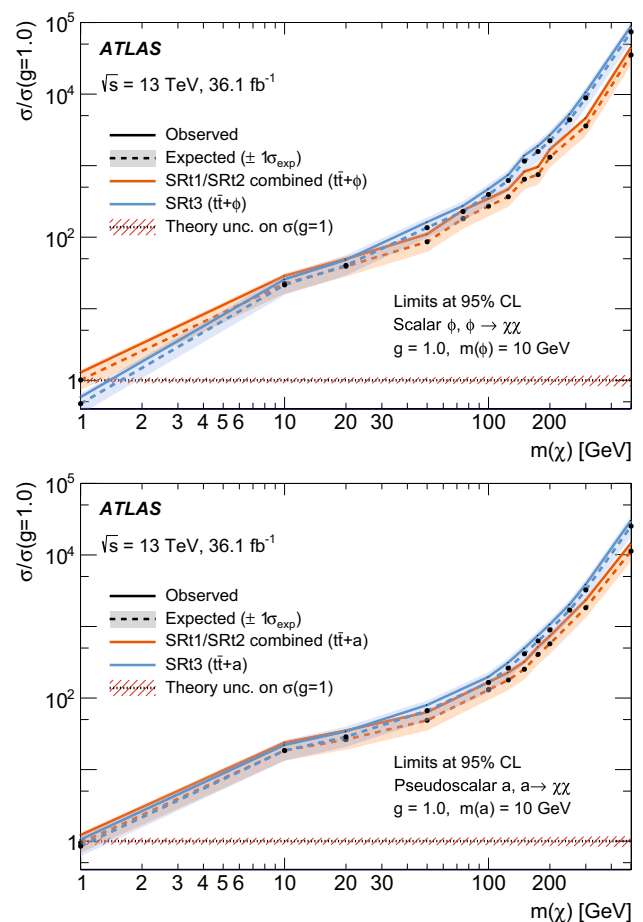 σ/σ(g=1.0)
10⁵
ATLAS
√s = 13 TeV, 36.1 fb⁻¹
10⁴
Observed
Expected (± 1σ_exp)
SRt1/SRt2 combined (tt̄+ϕ)
SRt3 (tt̄+ϕ)
Theory unc. on σ(g=1)
10²
Limits at 95% CL
Scalar ϕ, ϕ → χχ
g = 1.0, m(ϕ) = 10 GeV
1
1 2 3 4 5 6 10 20 30 100 200
m(χ) [GeV]
σ/σ(g=1.0)
10⁵
ATLAS
√s = 13 TeV, 36.1 fb⁻¹
10⁴
Observed
Expected (± 1σ_exp)
SRt1/SRt2 combined (tt̄+a)
SRt3 (tt̄+a)
Theory unc. on σ(g=1)
10²
Limits at 95% CL
Pseudoscalar a, a→ χχ
g = 1.0, m(a) = 10 GeV
1
1 2 3 4 5 6 10 20 30 100 200
m(χ) [GeV]